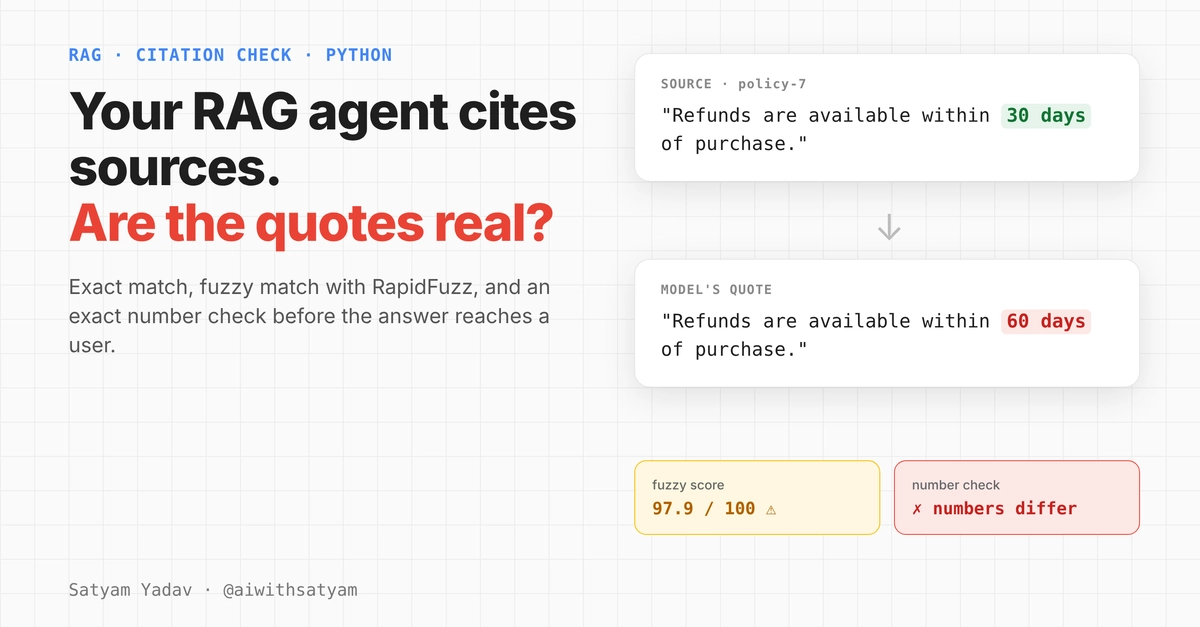 RAG · CITATION CHECK · PYTHON
Your RAG agent cites
sources.
Are the quotes real?
Exact match, fuzzy match with RapidFuzz, and an
exact number check before the answer reaches a
user.
Satyam Yadav · @aiwithsatyam
SOURCE · policy-7
"Refunds are available within 30 days
of purchase."
↓
MODEL'S QUOTE
"Refunds are available within 60 days
of purchase."
fuzzy score
97.9 / 100 ⚠
number check
✗ numbers differ